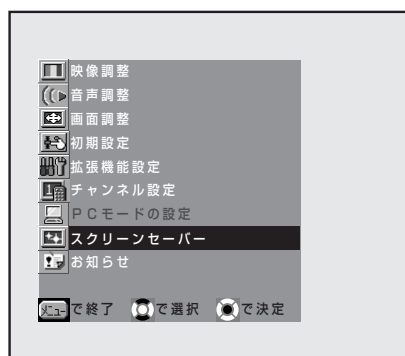 映像調整
音声調整
画面調整
初期設定
拡張機能設定
チャンネル設定
PCモードの設定
スクリーンセーバー
お知らせ
メニューで終了 で選択 で決定